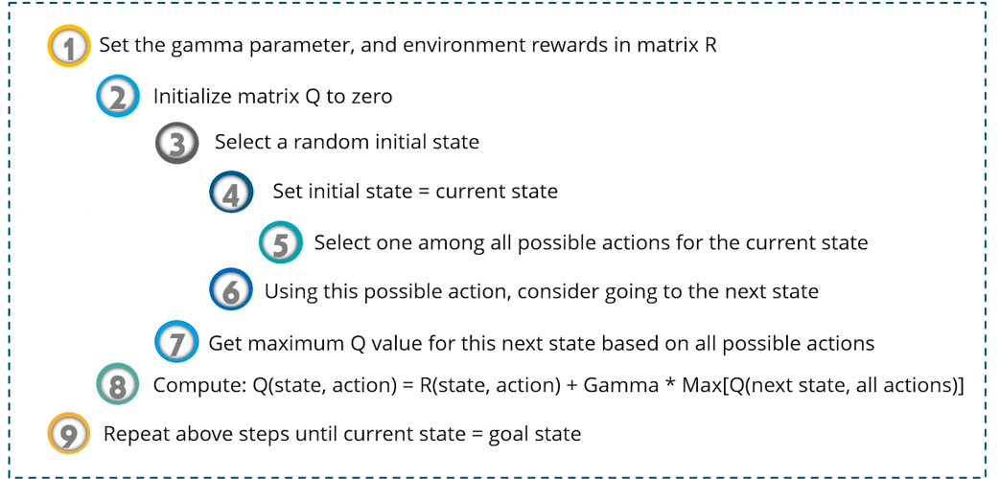 1 Set the gamma parameter, and environment rewards in matrix R
2 Initialize matrix Q to zero
3 Select a random initial state
4 Set initial state = current state
5 Select one among all possible actions for the current state
6 Using this possible action, consider going to the next state
7 Get maximum Q value for this next state based on all possible actions
8 Compute: Q(state, action) = R(state, action) + Gamma * Max[Q(next state, all actions)]
9 Repeat above steps until current state = goal state